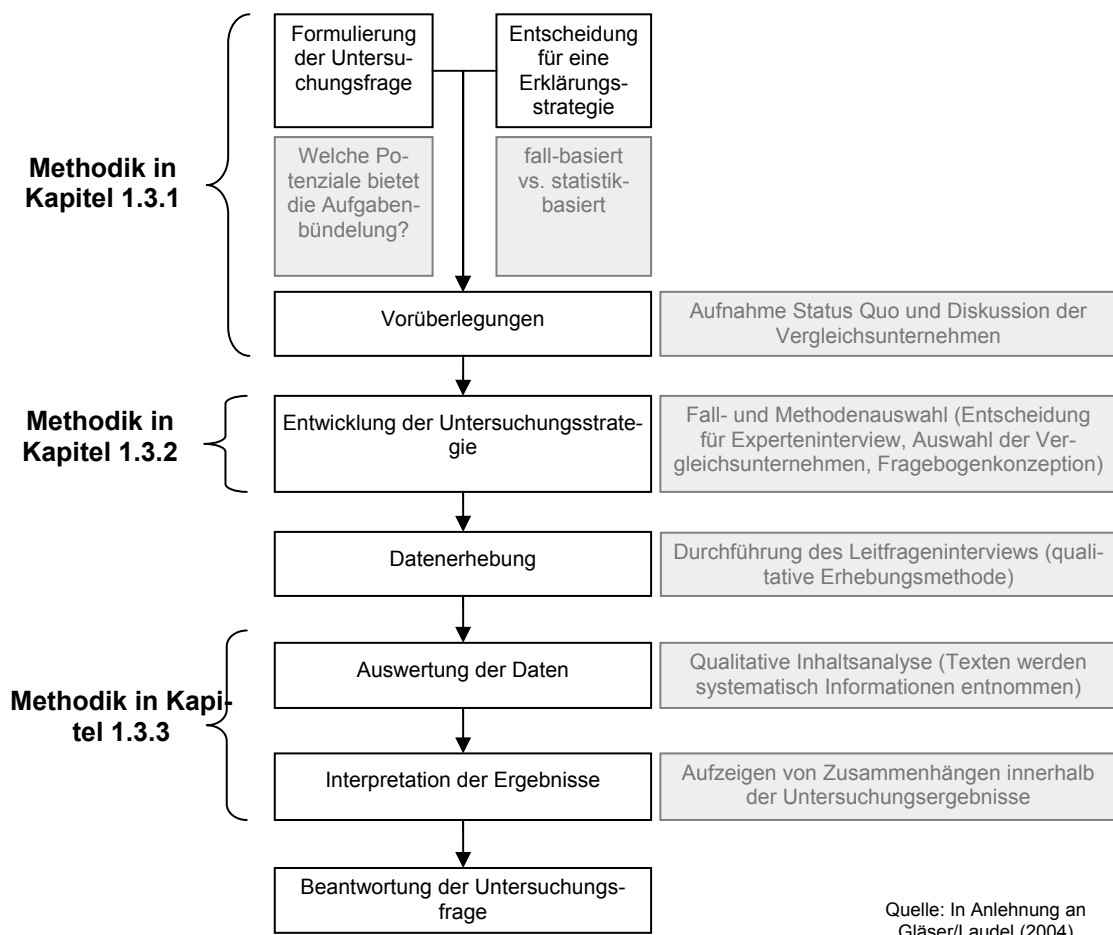 Formulierung
der Untersu-
chungsfrage
Entscheidung
für eine
Erklärungs-
strategie
Methodik in
Kapitel 1.3.1
Welche Po-
tenziale bietet
die Aufgaben-
bündelung?
fall-basiert
vs. statistik-
basiert
Vorüberlegungen
Aufnahme Status Quo und Diskussion der
Vergleichsunternehmen
Methodik in
Kapitel 1.3.2
Entwicklung der Untersuchungsstrate-
gie
Fall- und Methodenauswahl (Entscheidung
für Experteninterview, Auswahl der Ver-
gleichsunternehmen, Fragebogenkonzeption)
Datenerhebung
Durchführung des Leitfrageninterviews (quali-
tative Erhebungsmethode)
Methodik in Kapi-
tel 1.3.3
Auswertung der Daten
Qualitative Inhaltsanalyse (Texten werden
systematisch Informationen entnommen)
Interpretation der Ergebnisse
Aufzeigen von Zusammenhängen innerhalb
der Untersuchungsergebnisse
Beantwortung der Untersuchungs-
frage
Quelle: In Anlehnung an
Gläser/Laudel (2004)